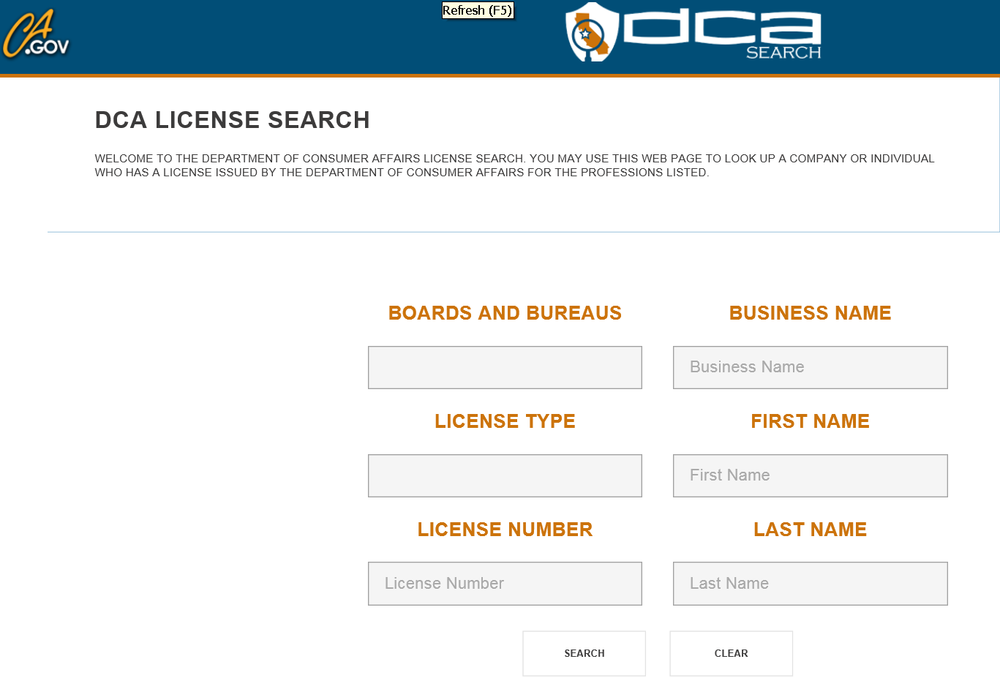 CA.GOV
Refresh (F5)
dca
SEARCH
DCA LICENSE SEARCH
WELCOME TO THE DEPARTMENT OF CONSUMER AFFAIRS LICENSE SEARCH. YOU MAY USE THIS WEB PAGE TO LOOK UP A COMPANY OR INDIVIDUAL
WHO HAS A LICENSE ISSUED BY THE DEPARTMENT OF CONSUMER AFFAIRS FOR THE PROFESSIONS LISTED.
BOARDS AND BUREAUS
BUSINESS NAME
Business Name
LICENSE TYPE
FIRST NAME
First Name
LICENSE NUMBER
LAST NAME
License Number
Last Name
SEARCH
CLEAR